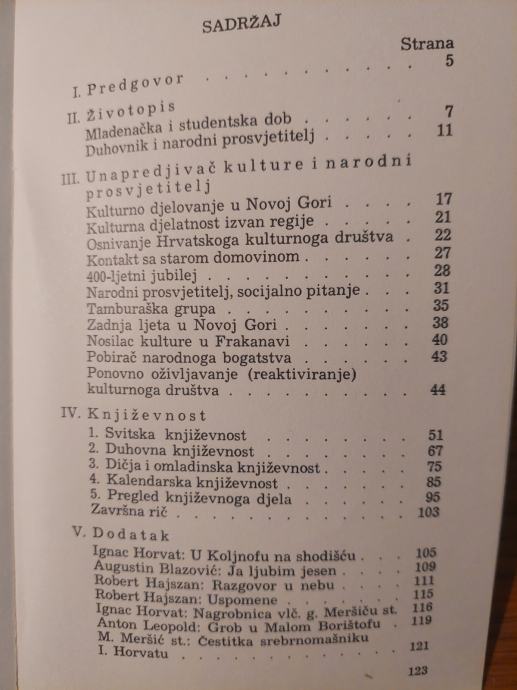 SADRŽAJ
Strana
I. Predgovor . . . . . . . . . . . 5
II. Životopis
Mladenačka i studentska dob . . . . . 7
Duhovnik i narodni prosvjetitelj . . . . . 11
III. Unapredjivač kulture i narodni
prosvjetitelj
Kulturno djelovanje u Novoj Gori . . . . 17
Kulturna djelatnost izvan regije . . . . . 21
Osnivanje Hrvatskoga kulturnoga društva . 22
Kontakt sa starom domovinom . . . . . 27
400-ljetni jubilej . . . . . . . . . 28
Narodni prosvjetitelj, socijalno pitanje . . . 31
Tamburaška grupa . . . . . . . . 35
Zadnja ljeta u Novoj Gori . . . . . . 38
Nosilac kulture u Frakanavi . . . . . 40
Pobirač narodnoga bogatstva . . . . . 43
Ponovno oživljavanje (reaktiviranje)
kulturnoga društva . . . . . . . . 44
IV. Književnost
1. Svitska književnost . . . . . . . 51
2. Duhovna književnost . . . . . . . 67
3. Dičja i omladinska književnost . . . . 75
4. Kalendarska književnost . . . . . . 85
5. Pregled književnoga djela . . . . . 95
Završna rič . . . . . . . . . . . 103
V. Dodatak
Ignac Horvat: U Koljnofu na shodišću . . . 105
Augustin Blazović: Ja ljubim jesen . . . . 109
Robert Hajszan: Razgovor u nebu . . . . 111
Robert Hajszan: Uspomene . . . . . . 115
Ignac Horvat: Nagrobnica vlč. g. Meršiču st. 116
Anton Leopold: Grob u Malom Borištofu . 119
M. Meršić st.: Čestitka srebrnomašniku
I. Horvatu . . . . . . . . . . 121
123